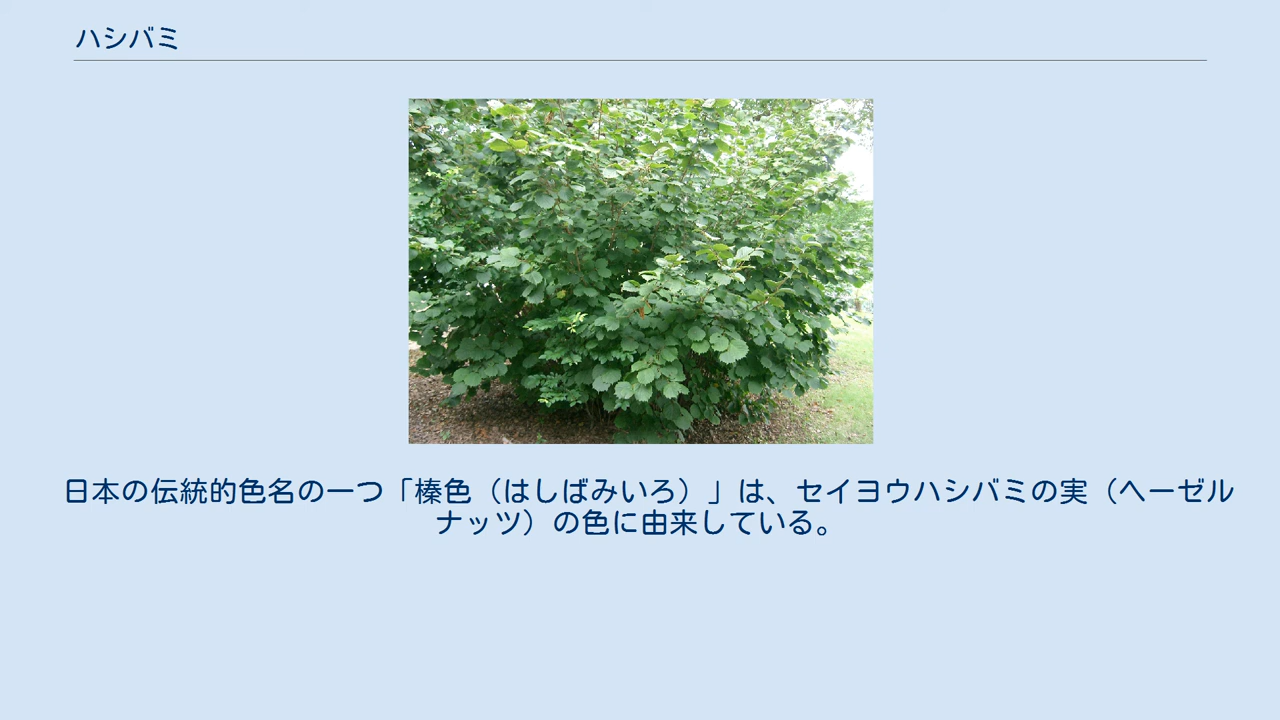 ハシバミ
日本の伝統的色名の一つ「榛色（はしばみいろ）」は、セイヨウハシバミの実（ヘーゼル
ナッツ）の色に由来している。